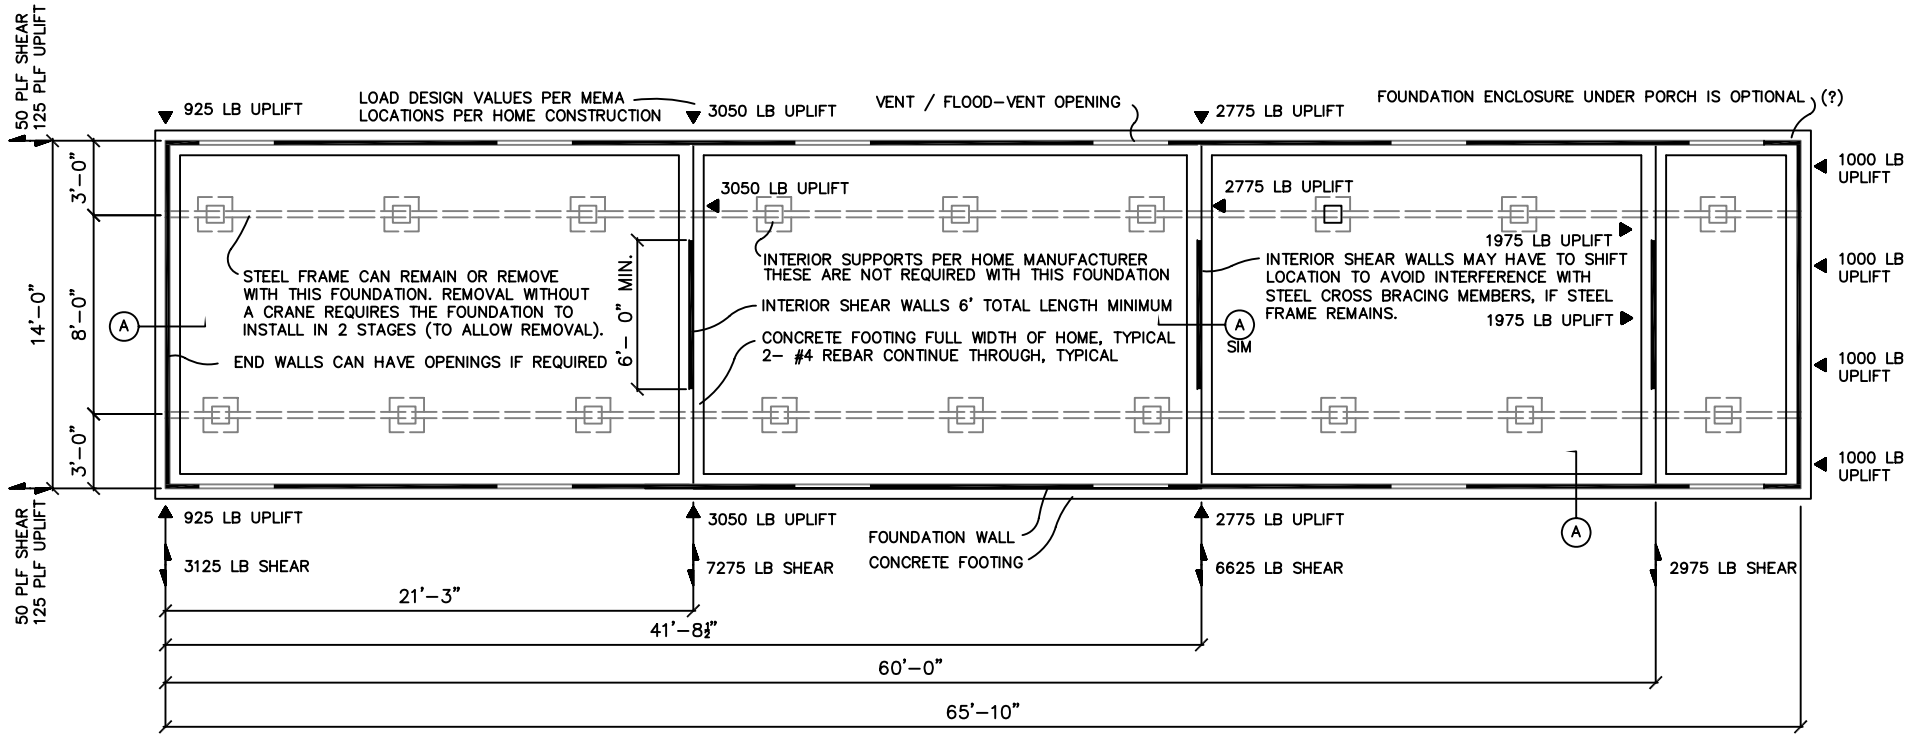 50 PLF SHEAR
125 PLF UPLIFT
925 LB UPLIFT
LOAD DESIGN VALUES PER MEMA
LOCATIONS PER HOME CONSTRUCTION
3050 LB UPLIFT
VENT / FLOOD-VENT OPENING
2775 LB UPLIFT
FOUNDATION ENCLOSURE UNDER PORCH IS OPTIONAL (?)
3'-0"
8'-0"
3'-0"
14'-0"
3050 LB UPLIFT
2775 LB UPLIFT
1000 LB
UPLIFT
1000 LB
UPLIFT
1000 LB
UPLIFT
1000 LB
UPLIFT
STEEL FRAME CAN REMAIN OR REMOVE
WITH THIS FOUNDATION. REMOVAL WITHOUT
A CRANE REQUIRES THE FOUNDATION TO
INSTALL IN 2 STAGES (TO ALLOW REMOVAL).
A
END WALLS CAN HAVE OPENINGS IF REQUIRED
6'- 0" MIN.
INTERIOR SUPPORTS PER HOME MANUFACTURER
THESE ARE NOT REQUIRED WITH THIS FOUNDATION
INTERIOR SHEAR WALLS 6' TOTAL LENGTH MINIMUM
CONCRETE FOOTING FULL WIDTH OF HOME, TYPICAL
2- #4 REBAR CONTINUE THROUGH, TYPICAL
A
SIM
1975 LB UPLIFT
INTERIOR SHEAR WALLS MAY HAVE TO SHIFT
LOCATION TO AVOID INTERFERENCE WITH
STEEL CROSS BRACING MEMBERS, IF STEEL
FRAME REMAINS.
1975 LB UPLIFT
50 PLF SHEAR
125 PLF UPLIFT
925 LB UPLIFT
3050 LB UPLIFT
FOUNDATION WALL
CONCRETE FOOTING
2775 LB UPLIFT
A
3125 LB SHEAR
7275 LB SHEAR
6625 LB SHEAR
2975 LB SHEAR
21'-3"
41'-8½"
60'-0"
65'-10"